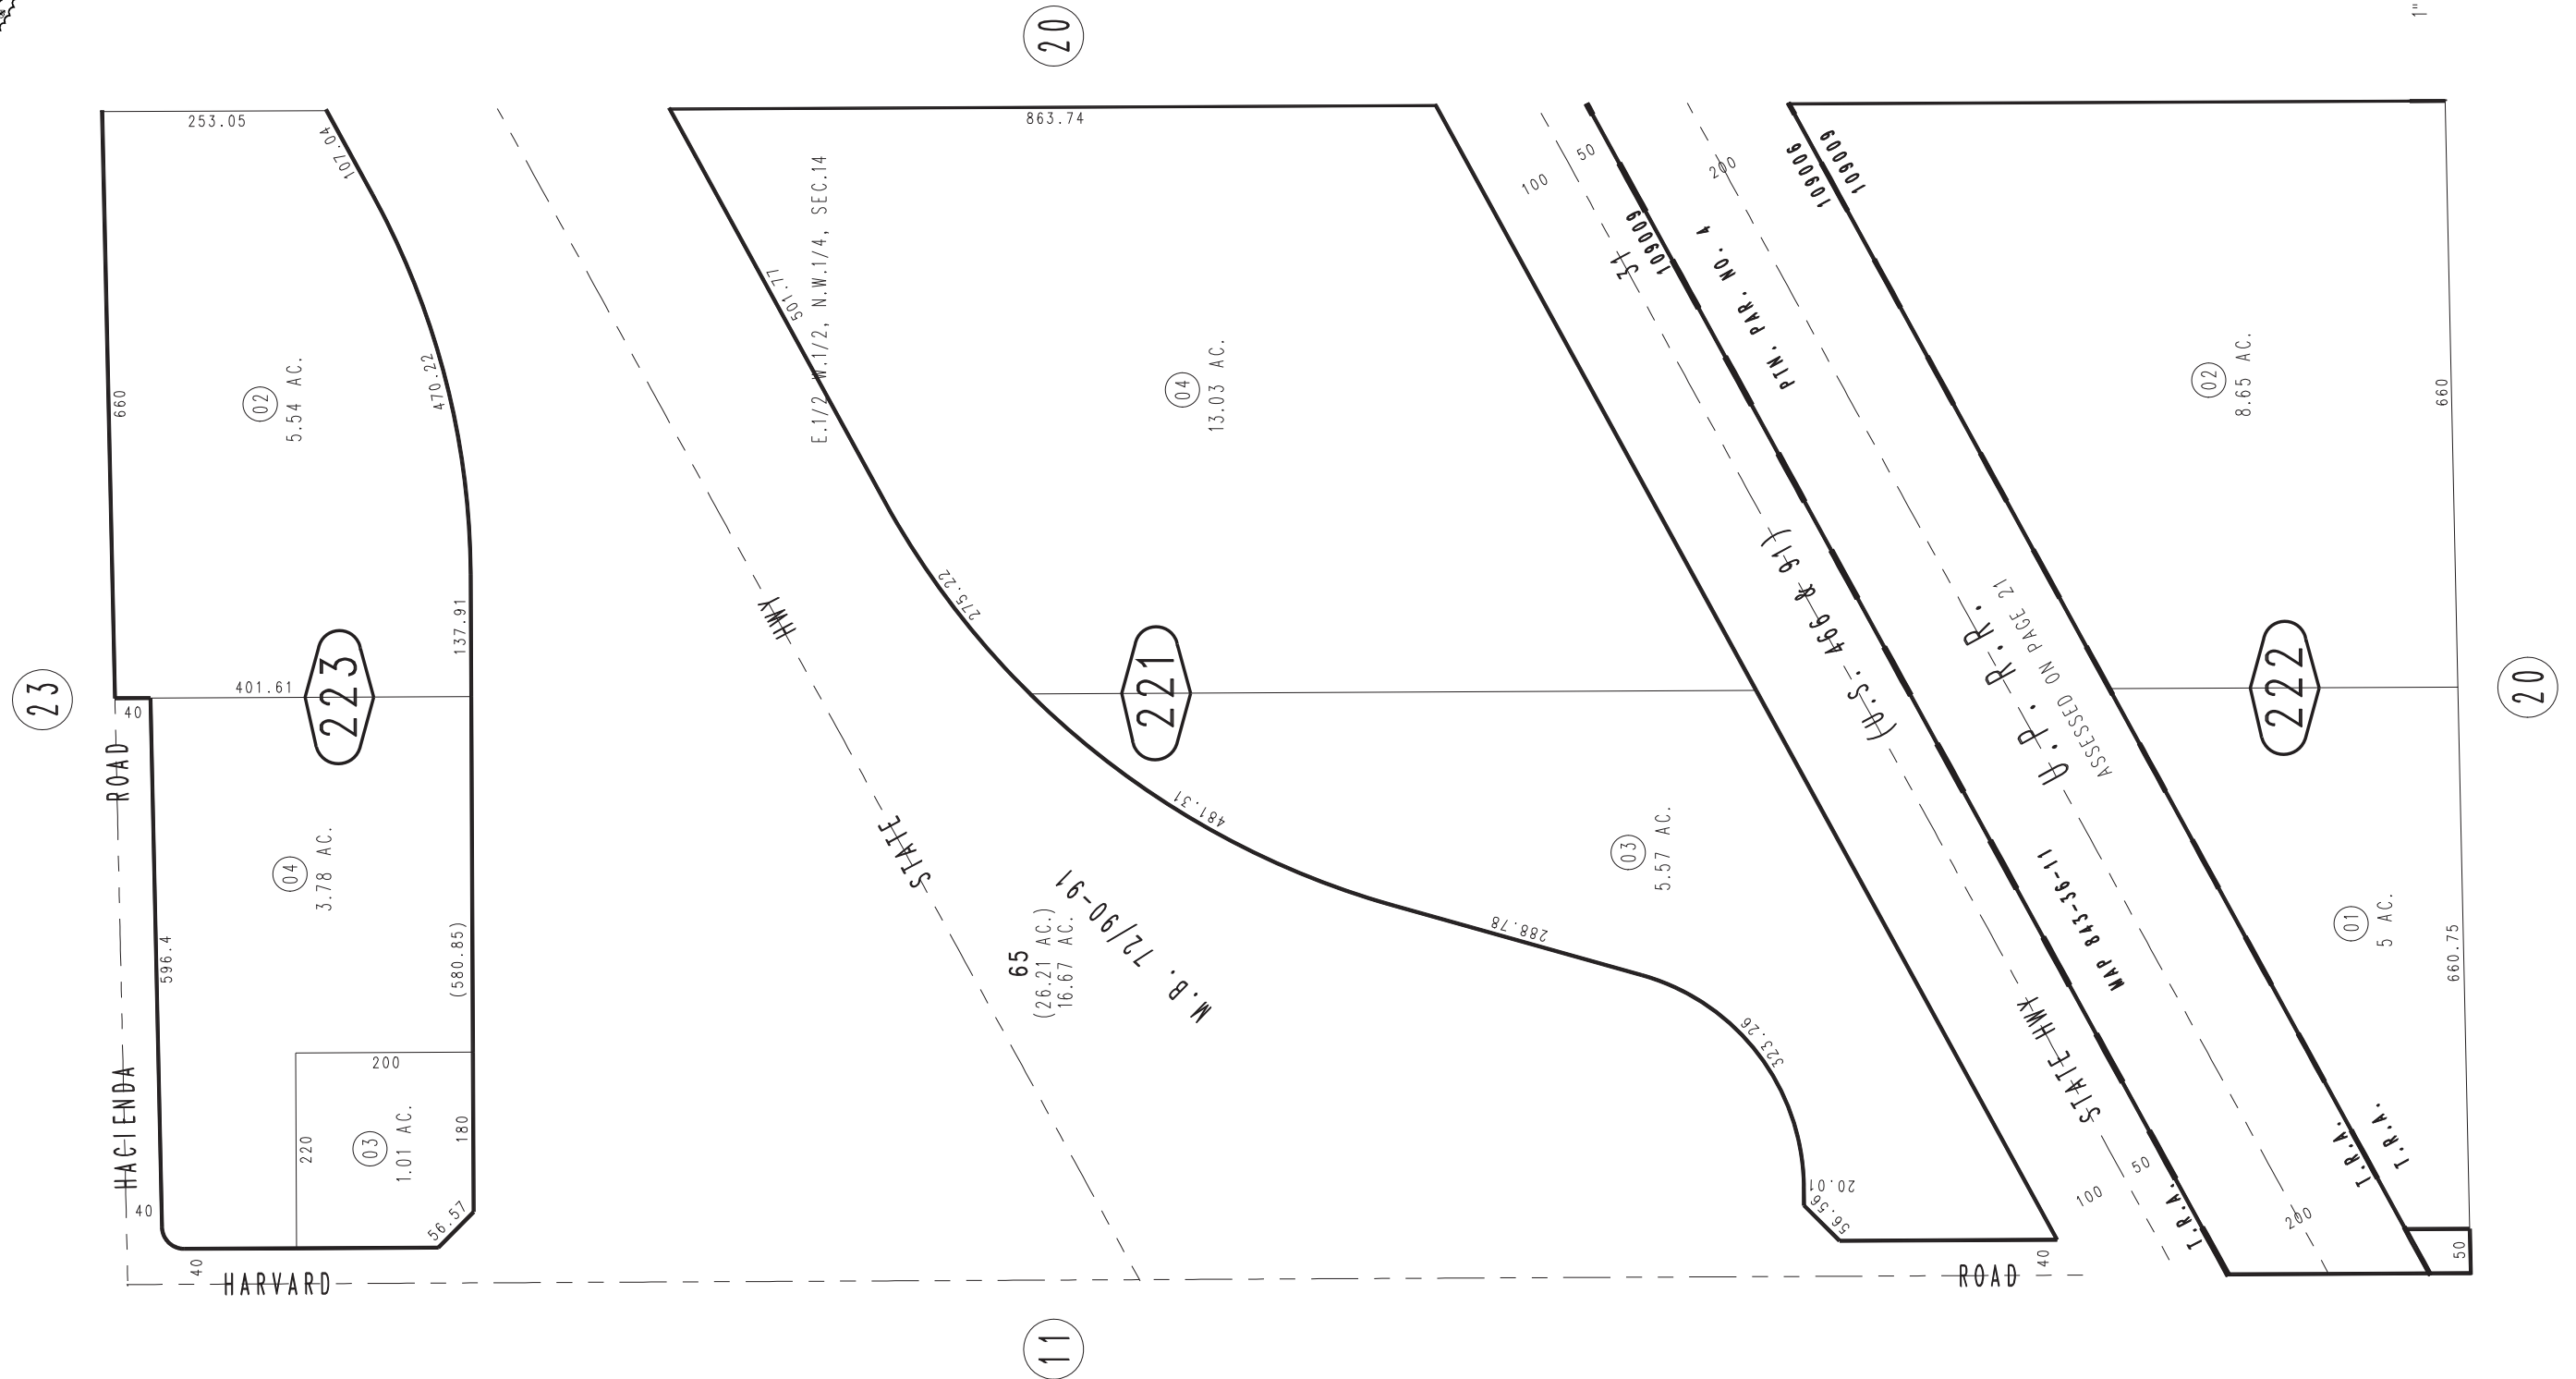 20
1"
253.05
107.04
660
02
5.54 AC.
470.22
137.91
23
401.61
223
40
ROAD
HACIENDA
04
3.78 AC.
596.4
(580.85)
200
220
03
1.01 AC.
180
40
56.57
40
HARVARD
863.74
501.77
E.1/2 W.1/2, N.W.1/4, SEC.14
04
13.03 AC.
HWY
275.22
221
STATE
481.31
65
(26.21 AC.)
16.67 AC.
M.B. 72/90-91
288.78
03
5.57 AC.
323.26
20.01
56.56
40
ROAD
11
100
50
31
109009
200
PTN. PAR. NO. 4
109006
109009
(U.S. 466 & 91)
U.P. R.R.
ASSESSED ON PAGE 21
MAP 843-36-11
STATE HWY
50
100
T.R.A.
200
T.R.A.
T.R.A.
02
8.65 AC.
660
222
20
01
5 AC.
660.75
50